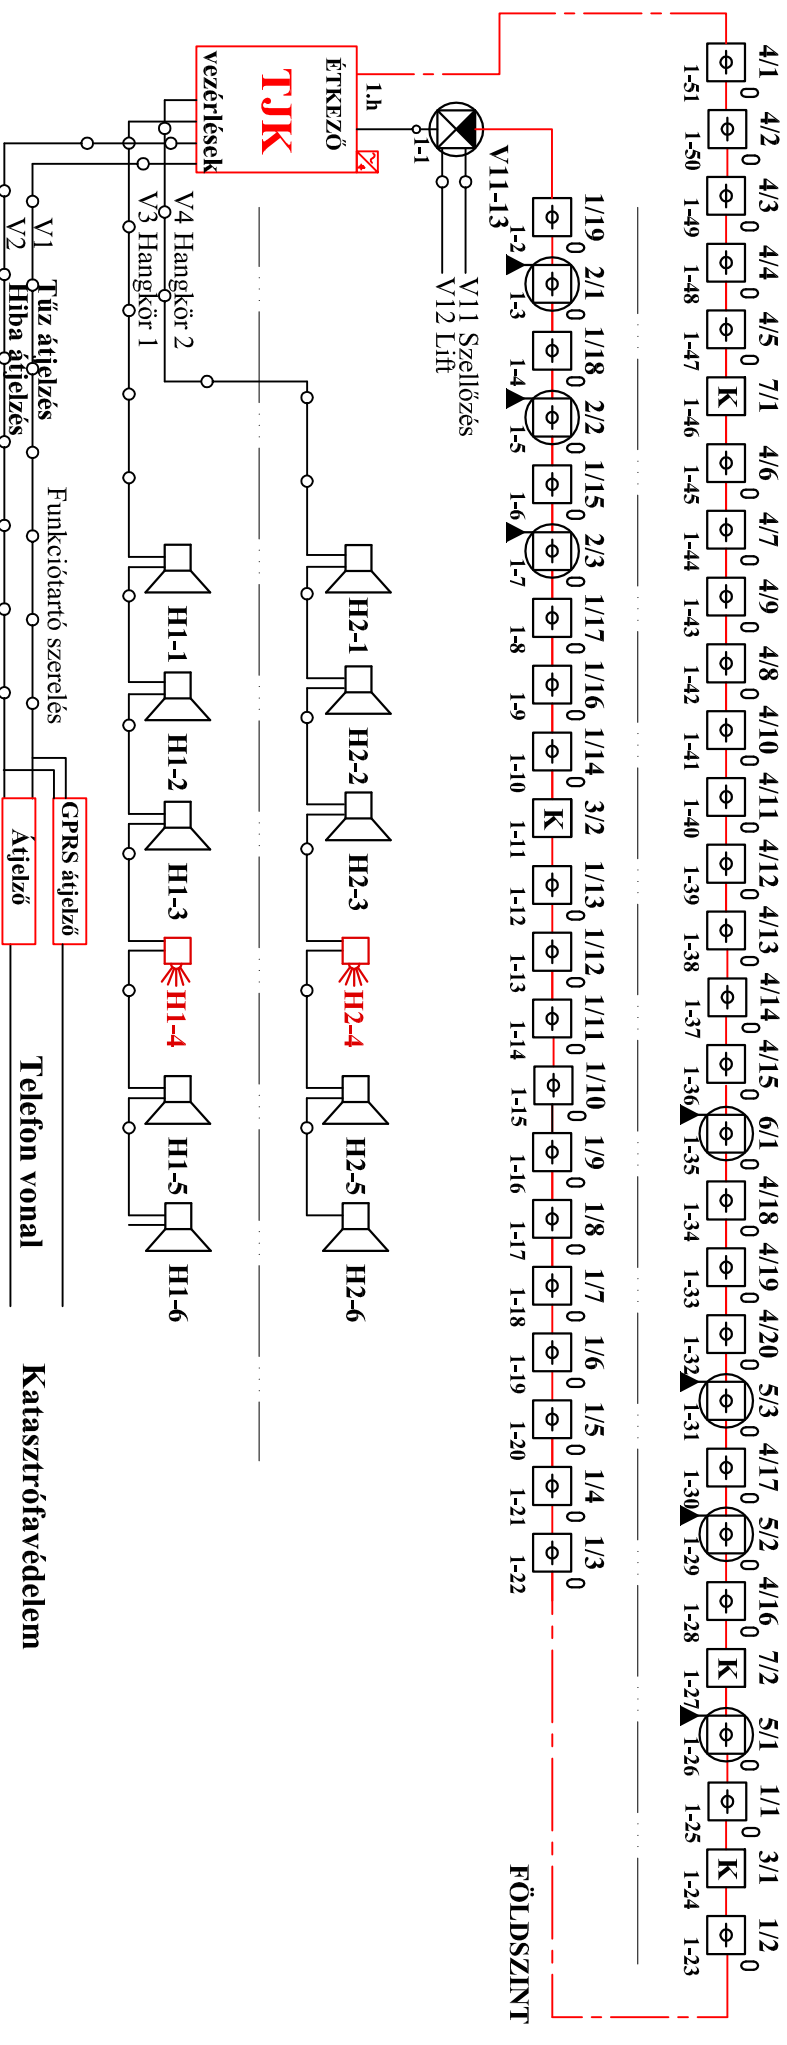 4/1
1-51
4/2
1-50
4/3
1-49
4/4
1-48
4/5
1-47
7/1
K
1-46
4/6
1-45
4/7
1-44
4/9
1-43
4/8
1-42
4/10
1-41
4/11
1-40
4/12
1-39
4/13
1-38
4/14
1-37
4/15
1-36
6/1
1-35
4/18
1-34
4/19
1-33
4/20
1-32
5/3
1-31
4/17
1-30
5/2
1-29
4/16
1-28
7/2
K
1-27
5/1
1-26
1/1
1-25
3/1
K
1-24
1/2
1-23
1/19
1-2
2/1
1-3
1/18
1-4
2/2
1-5
1/15
1-6
2/3
1-7
1/17
1-8
1/16
1-9
1/14
1-10
3/2
K
1-11
1/13
1-12
1/12
1-13
1/11
1-14
1/10
1-15
1/9
1-16
1/8
1-17
1/7
1-18
1/6
1-19
1/5
1-20
1/4
1-21
1/3
1-22
FÖLDSZINT
V11-13
V11 Szellőzés
V12 Lift
1-1
1.h
ÉTKEZŐ
TJK
vezérlések
H2-1
H2-2
H2-3
H2-4
H2-5
H2-6
V4 Hangkör 2
V3 Hangkör 1
H1-1
H1-2
H1-3
H1-4
H1-5
H1-6
V1
Tűz átjelzés
Funkciótartó szerelés
V2
Hiba átjelzés
GPRS átjelző
Átjelző
Telefon vonal
Katasztrófavédelem